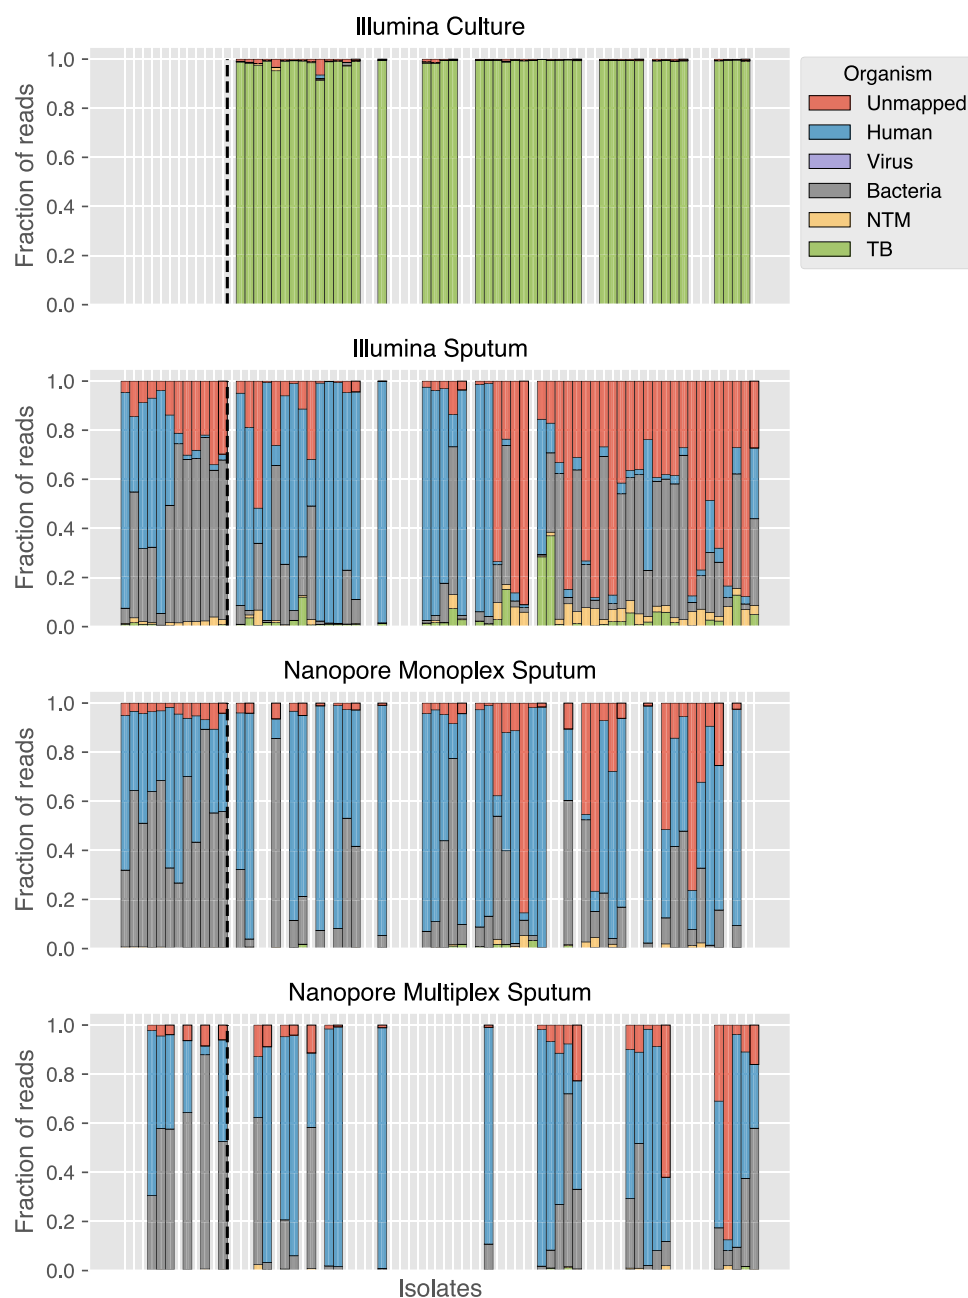 Illumina Culture
1.0
0.8
0.6
0.4
0.2
0.0
Fraction of reads
Organism
Unmapped
Human
Virus
Bacteria
NTM
TB
Illumina Sputum
1.0
0.8
0.6
0.4
0.2
0.0
Fraction of reads
Nanopore Monoplex Sputum
1.0
0.8
0.6
0.4
0.2
0.0
Fraction of reads
Nanopore Multiplex Sputum
1.0
0.8
0.6
0.4
0.2
0.0
Fraction of reads
Isolates